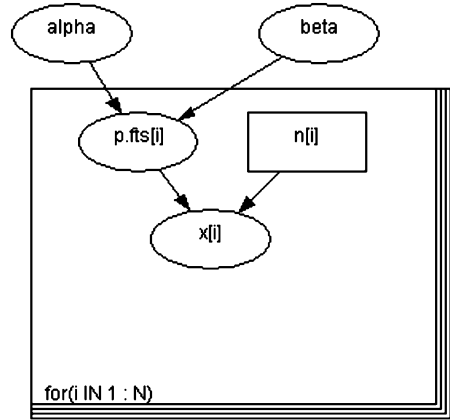 alpha
beta
p.fts[i]
n[i]
x[i]
for(i IN 1 : N)